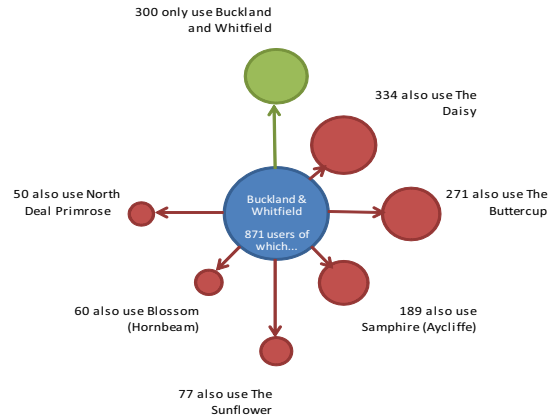 300 only use Buckland
and Whitfield
334 also use The
Daisy
50 also use North
Deal Primrose
Buckland &
Whitfield
871 users of
which...
271 also use The
Buttercup
60 also use Blossom
(Hornbeam)
189 also use
Samphire (Aycliffe)
77 also use The
Sunflower